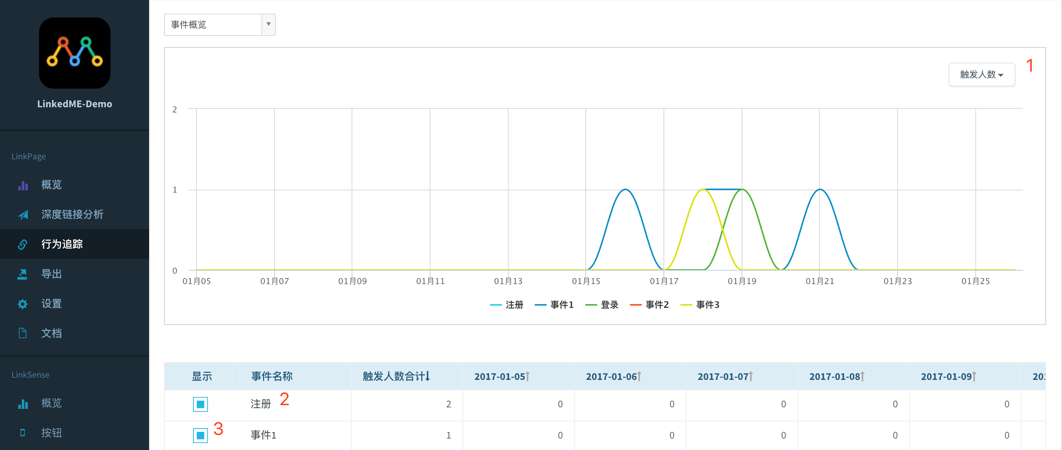 LinkedME-Demo
LinkPage
概览
深度链接分析
行为追踪
导出
设置
文档
LinkSense
概览
按钮
事件概览
触发人数
1
2
1
0
01月05 01月07 01月09 01月11 01月13 01月15 01月17 01月19 01月21 01月23 01月25
注册 事件1 登录 事件2 事件3
显示 事件名称 触发人数合计↓ 2017-01-05↑ 2017-01-06↑ 2017-01-07↑ 2017-01-08↑ 2017-01-09↑
注册 2 2 0 0 0 0 0
3 事件1 1 0 0 0 0 0